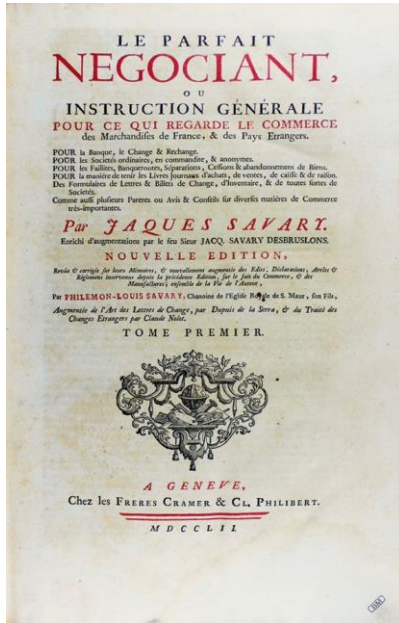 LE PARFAIT
NEGOCIANT,
OU
INSTRUCTION GÉNÉRALE
POUR CE QUI REGARDE LE COMMERCE
des Marchandises de France, & des Pays Etrangers.
POUR la Banque, le Change & Rechange.
POUR les Sociétés ordinaires, en commandite, & anonymes.
POUR les Faillites, Banqueroutes, Séparations, Cessions & abandonnement de Biens.
POUR la maniére de tenir les Livres Journaux d'achats, de ventes, de caisse & de raison.
Des Formulaires de Lettres & Billets de Change, d'Inventaire, & de toutes sortes de
Sociétés.
Comme aussi plusieurs Pareres ou Avis & Conseils sur diverses matiéres de Commerce
très-importantes.
Par JAQUES SAVARY.
Enrichi d'augmentations par le feu Sieur JACQ. SAVARY DESBRUSLONS.
NOUVELLE EDITION,
Revûe & corrigée sur leurs Mémoires, & nouvellement augmentée des Edits, Déclarations, Arrêts &
Réglemens intervenus depuis la précédente Edition, sur le fait du Commerce, & des
Manufactures; ensemble de la Vie de l'Auteur,
Par PHILEMON-LOUIS SAVARY, Chanoine de l'Eglise Royale de S. Maur, son Fils,
Augmentée de l'Art des Lettres de Change, par Dupuis de la Serra, & du Traité des
Changes Etrangers par Claude Nolot.
TOME PREMIER.
A GENEVE,
Chez les FRERES CRAMER & CL. PHILIBERT.
MDCCLII.